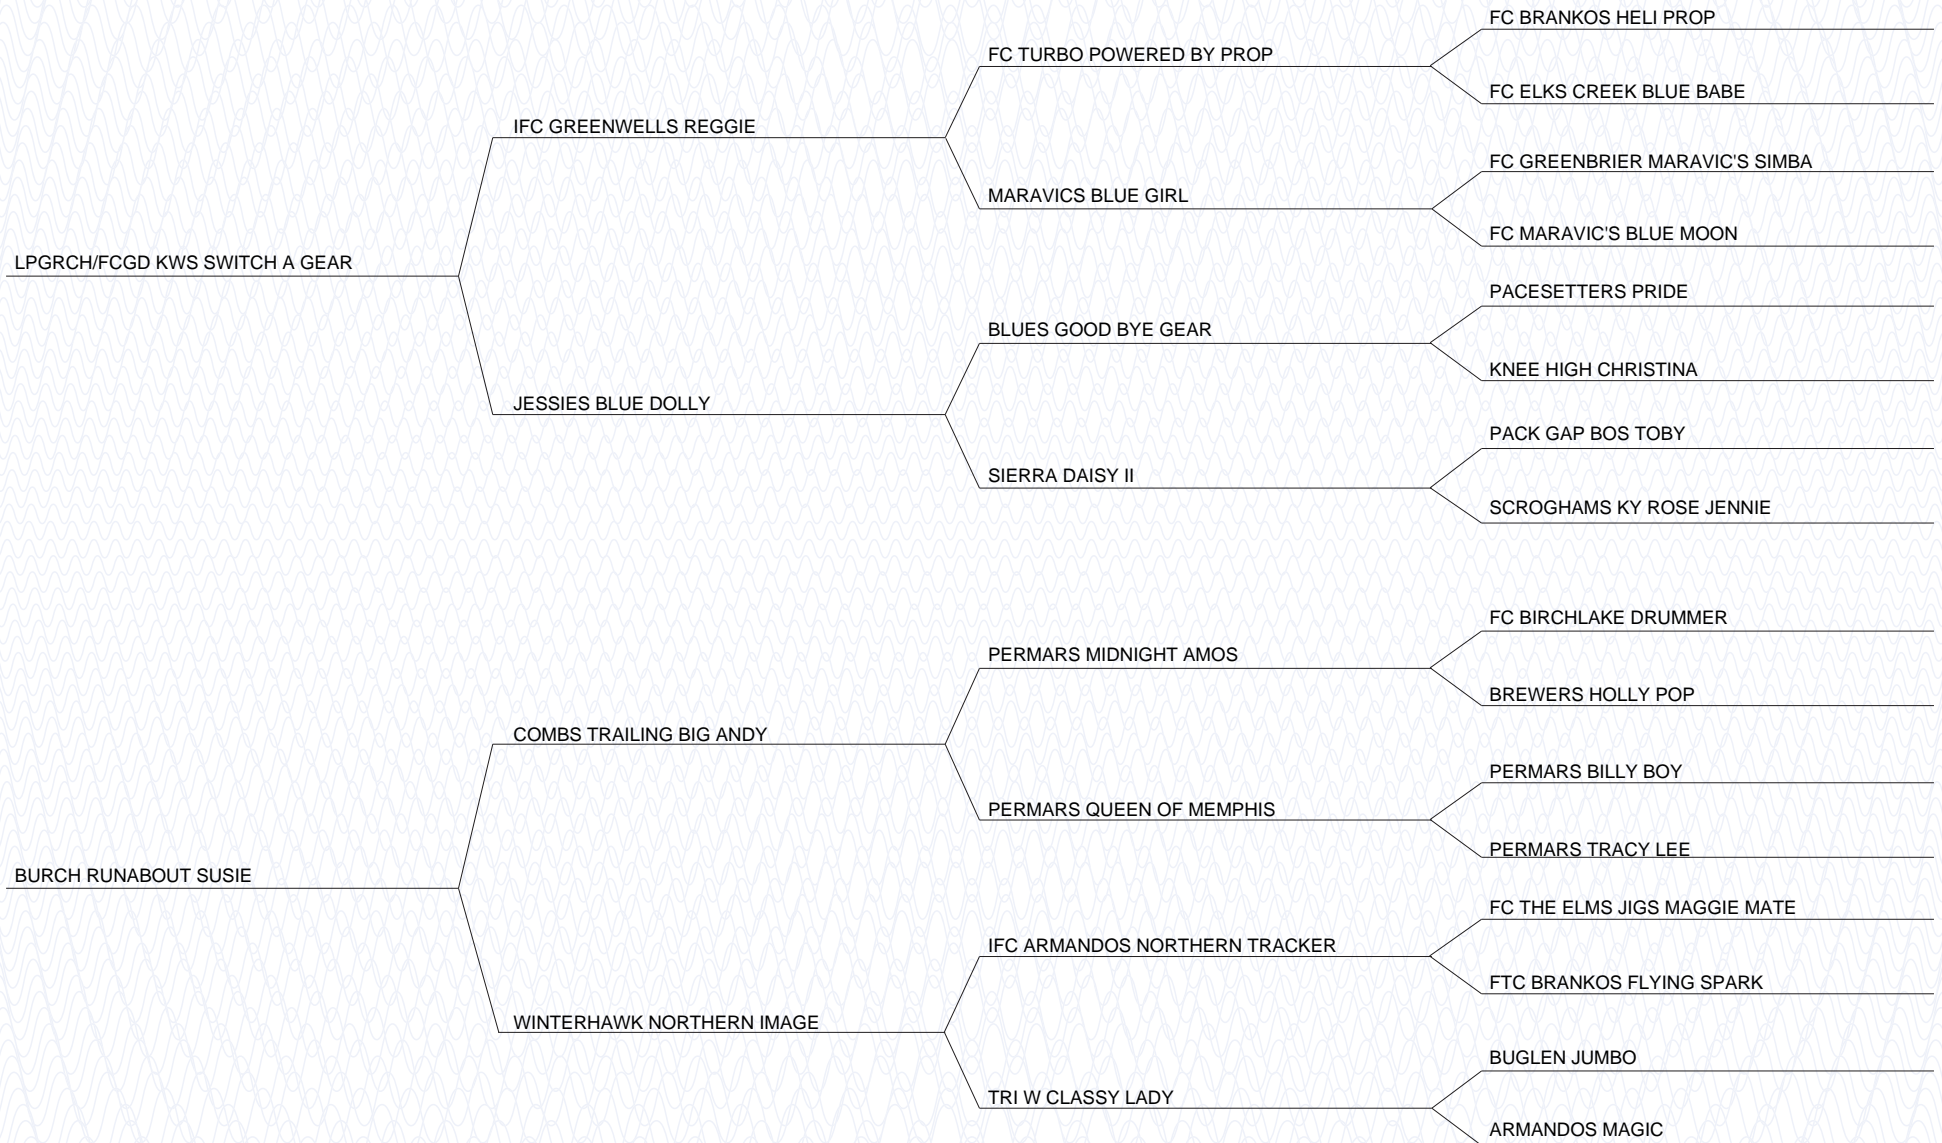 FC BRANKOS HELI PROP
FC TURBO POWERED BY PROP
FC ELKS CREEK BLUE BABE
IFC GREENWELLS REGGIE
FC GREENBRIER MARAVIC'S SIMBA
MARAVICS BLUE GIRL
FC MARAVIC'S BLUE MOON
LPGRCH/FCGD KWS SWITCH A GEAR
PACESETTERS PRIDE
BLUES GOOD BYE GEAR
KNEE HIGH CHRISTINA
JESSIES BLUE DOLLY
PACK GAP BOS TOBY
SIERRA DAISY II
SCROGHAMS KY ROSE JENNIE
FC BIRCHLAKE DRUMMER
PERMARS MIDNIGHT AMOS
BREWERS HOLLY POP
COMBS TRAILING BIG ANDY
PERMARS BILLY BOY
PERMARS QUEEN OF MEMPHIS
PERMARS TRACY LEE
BURCH RUNABOUT SUSIE
FC THE ELMS JIGS MAGGIE MATE
IFC ARMANDOS NORTHERN TRACKER
FTC BRANKOS FLYING SPARK
WINTERHAWK NORTHERN IMAGE
BUGLEN JUMBO
TRI W CLASSY LADY
ARMANDOS MAGIC